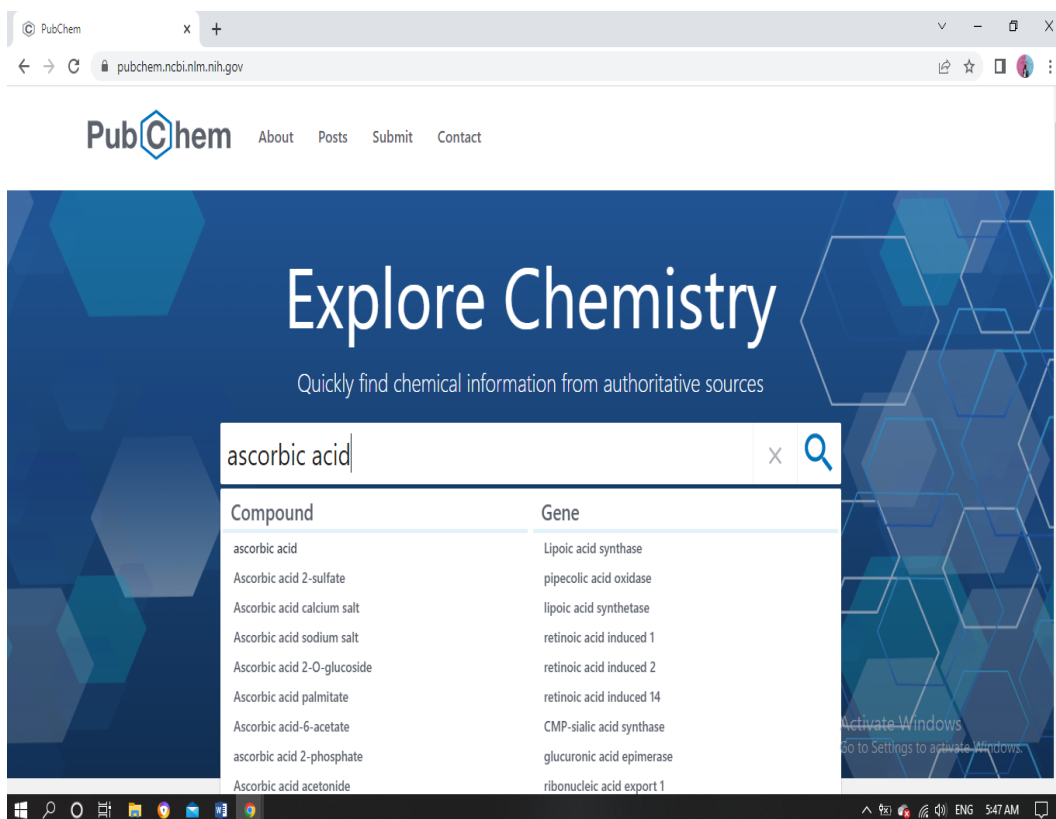 PubChem
pubchem.ncbi.nlm.nih.gov
PubChem About Posts Submit Contact
Explore Chemistry
Quickly find chemical information from authoritative sources
ascorbic acid
Compound
ascorbic acid
Ascorbic acid 2-sulfate
Ascorbic acid calcium salt
Ascorbic acid sodium salt
Ascorbic acid 2-O-glucoside
Ascorbic acid palmitate
Ascorbic acid-6-acetate
ascorbic acid 2-phosphate
Ascorbic acid acetonide
Gene
Lipoic acid synthase
pipecolic acid oxidase
lipoic acid synthetase
retinoic acid induced 1
retinoic acid induced 2
retinoic acid induced 14
CMP-sialic acid synthase
glucuronic acid epimerase
ribonucleic acid export 1
Activate Windows
Go to Settings to activate Windows.
ENG 5:47 AM